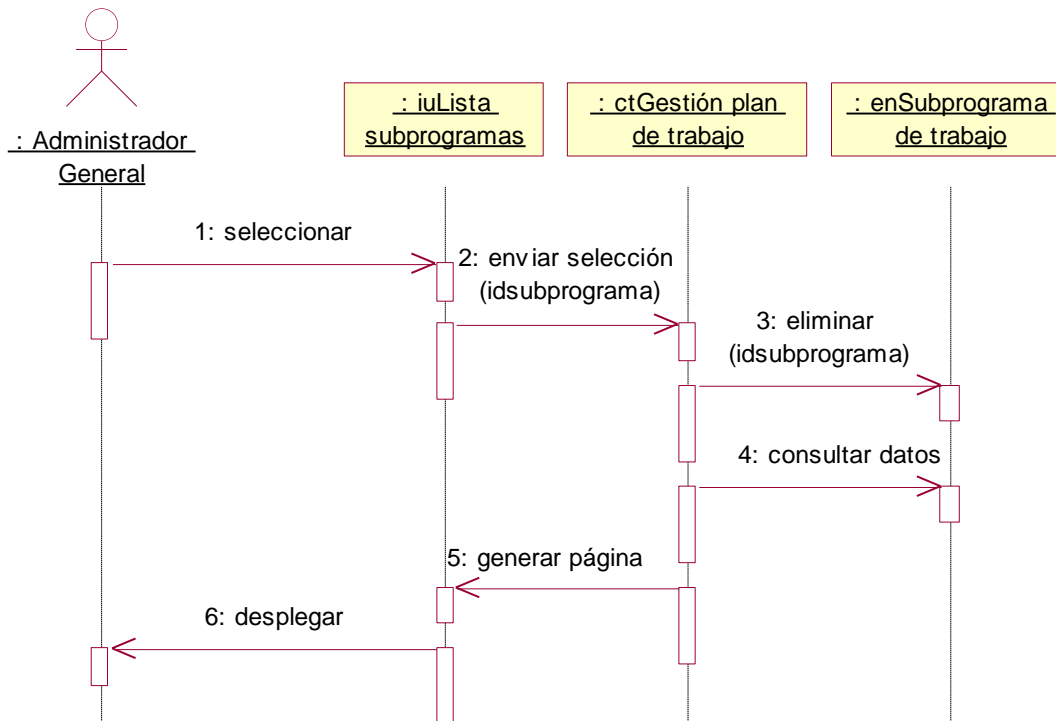 : iuLista
subprogramas
: ctGestión plan
de trabajo
: enSubprograma
de trabajo
: Administrador
General
1: seleccionar
2: enviar selección
(idsubprograma)
3: eliminar
(idsubprograma)
4: consultar datos
5: generar página
6: desplegar